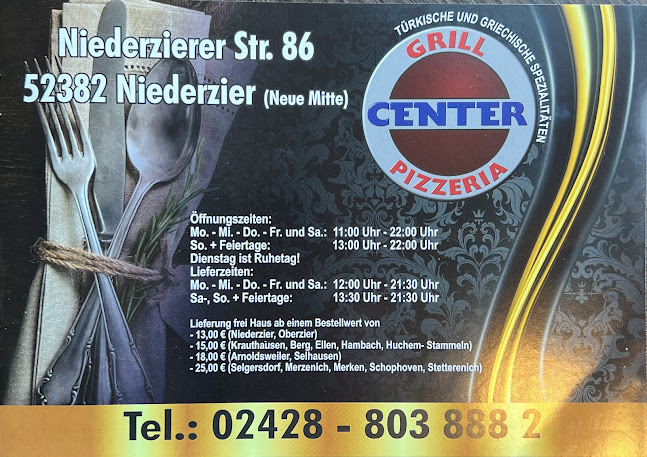 Niederzierer Str. 86
52382 Niederzier (Neue Mitte)
TÜRKISCHE UND GRIECHISCHE SPEZIALITÄTEN
GRILL
CENTER
PIZZERIA
Öffnungszeiten:
Mo. - Mi. - Do. - Fr. und Sa.: 11:00 Uhr - 22:00 Uhr
So. + Feiertage: 13:00 Uhr - 22:00 Uhr
Dienstag ist Ruhetag!
Lieferzeiten:
Mo. - Mi. - Do. - Fr. und Sa.: 12:00 Uhr - 21:30 Uhr
Sa-, So. + Feiertage: 13:30 Uhr - 21:30 Uhr
Lieferung frei Haus ab einem Bestellwert von
- 13,00 € (Niederzier, Oberzier)
- 15,00 € (Krauthausen, Berg, Ellen, Hambach, Huchem- Stammeln)
- 18,00 € (Arnoldsweiler, Selhausen)
- 25,00 € (Selgersdorf, Merzenich, Merken, Schophoven, Stetterenich)
Tel.: 02428 - 803 888 2